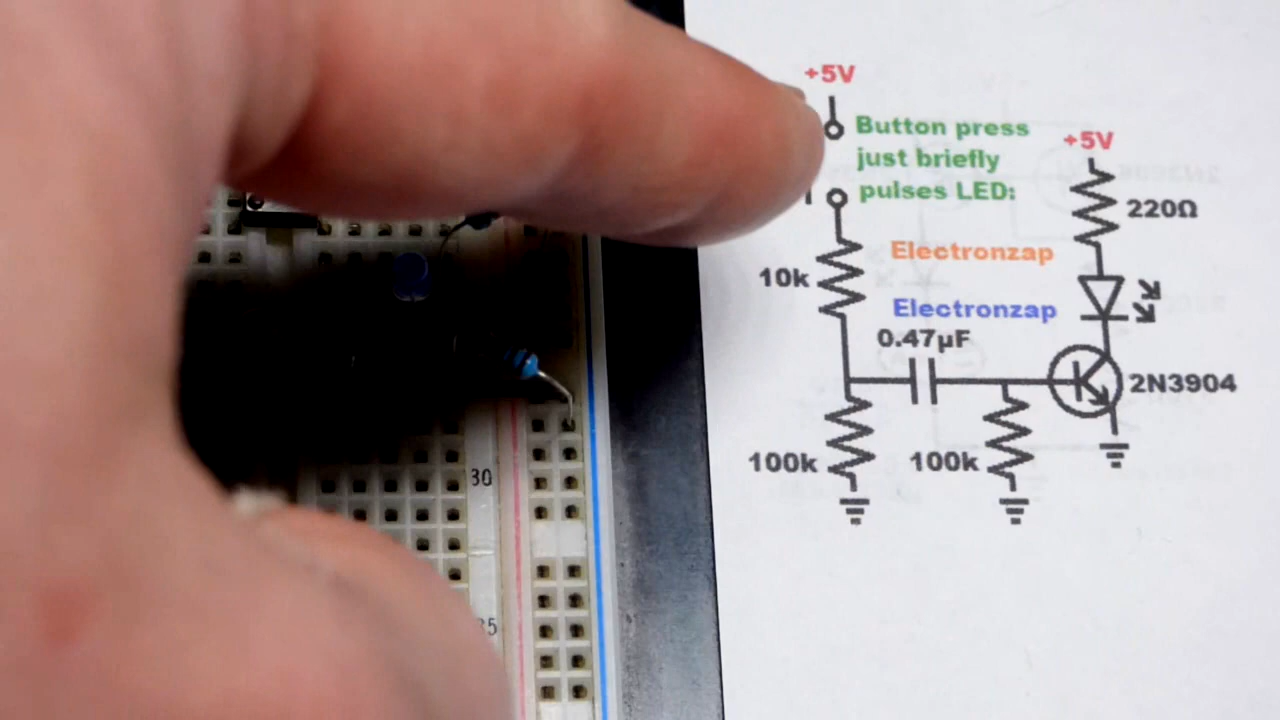 +5V
Button press
just briefly
pulses LED:
+5V
220Ω
Electronzap
10k
Electronzap
0.47µF
2N3904
100k
100k
30